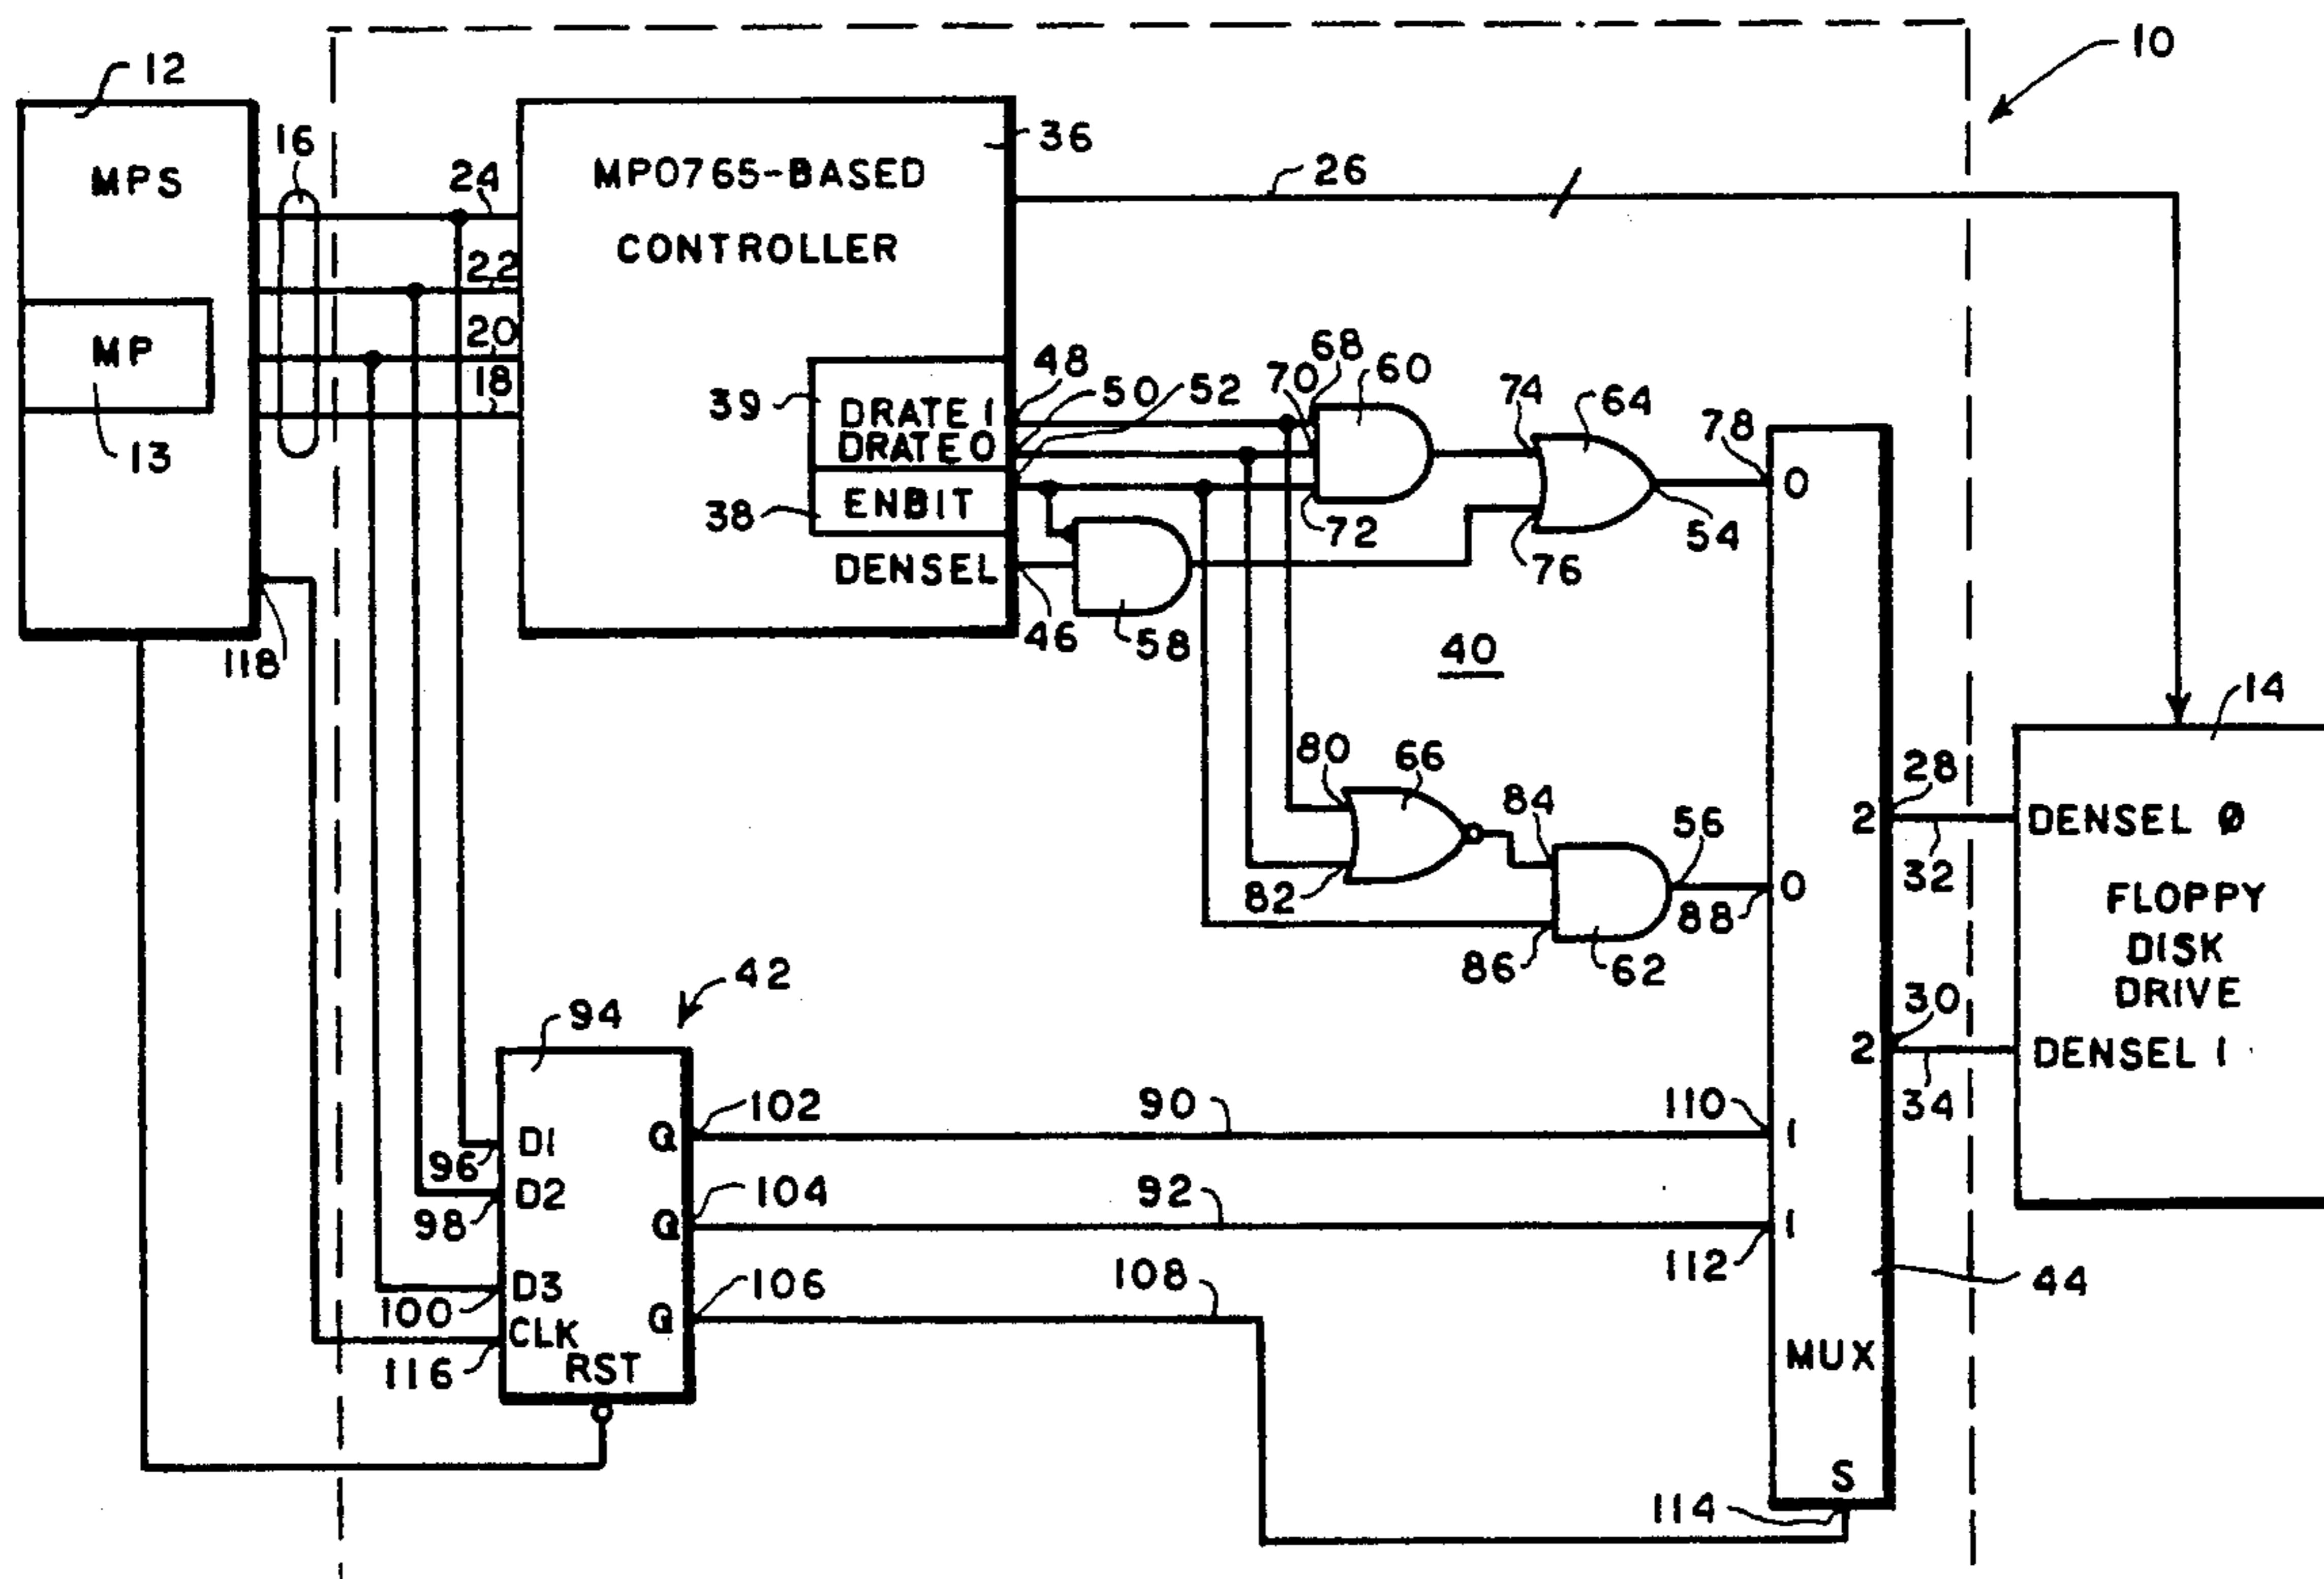 10
12
MPS
16
24
22
20
18
MP
13
118
MP0765-BASED
CONTROLLER
36
26
39
DRATE 1
DRATE 0
38
ENBIT
DENSEL
48
50
52
46
58
70
68
60
72
74
64
76
54
78
0
40
80
66
82
84
86
62
56
88
0
2
28
32
2
30
34
14
DENSEL Ø
FLOPPY
DISK
DRIVE
DENSEL 1
42
94
96
D1
98
D2
100
D3
CLK
116
RST
Q
102
Q
104
Q
106
90
92
108
110
1
1
112
44
MUX
S
114